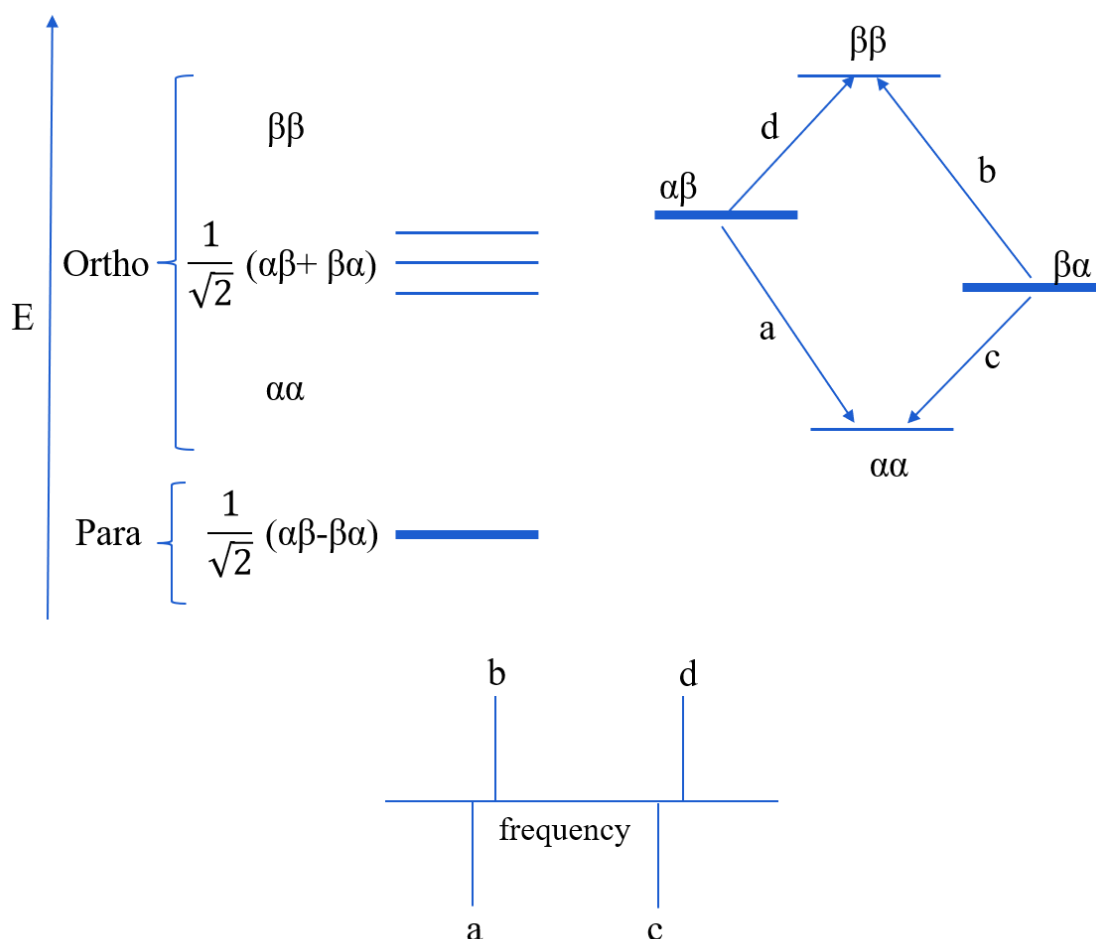 E
Ortho
ββ
1/√2 (αβ+ βα)
αα
Para
1/√2 (αβ-βα)
ββ
d
b
αβ
βα
a
c
αα
b
d
frequency
a
c